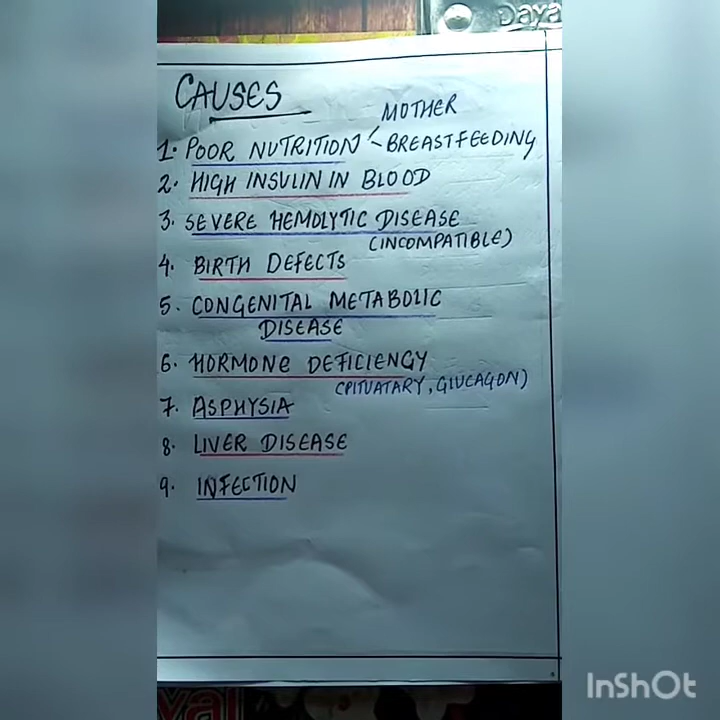 Daya
CAUSES
MOTHER
1. POOR NUTRITION < BREASTFEEDING
2. HIGH INSULIN IN BLOOD
3. SEVERE HEMOLYTIC DISEASE
(INCOMPATIBLE)
4. BIRTH DEFECTS
5. CONGENITAL METABOLIC
DISEASE
6. HORMONE DEFICIENCY
(PITUATARY, GLUCAGON)
7. ASPHYSIA
8. LIVER DISEASE
9. INFECTION
InShOt